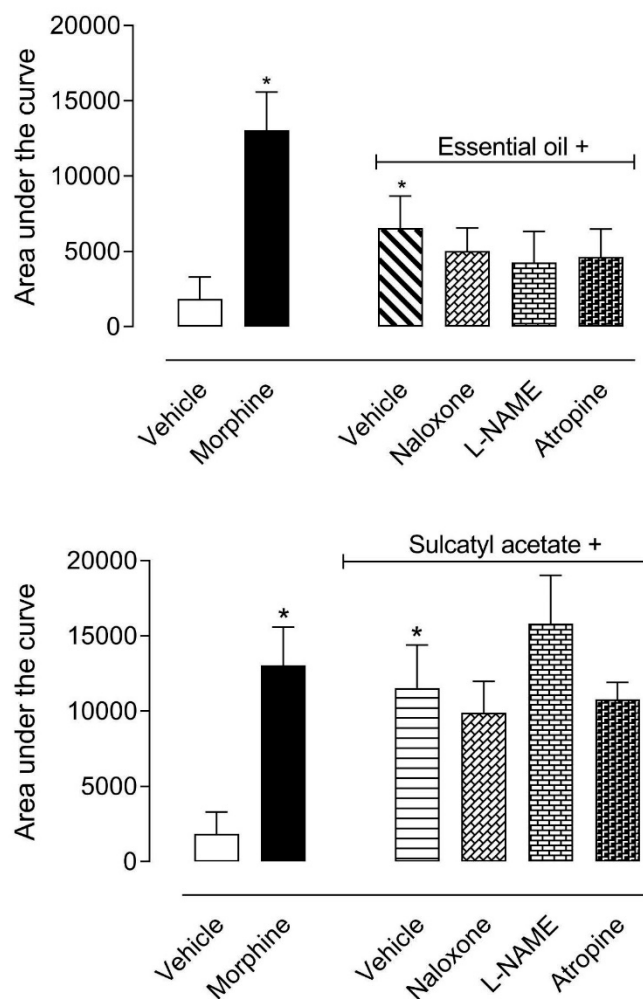 20000
15000
10000
5000
0
Area under the curve
*
*
Essential oil +
Vehicle
Morphine
Vehicle
Naloxone
L-NAME
Atropine
20000
15000
10000
5000
0
Area under the curve
*
*
Sulcatyl acetate +
Vehicle
Morphine
Vehicle
Naloxone
L-NAME
Atropine